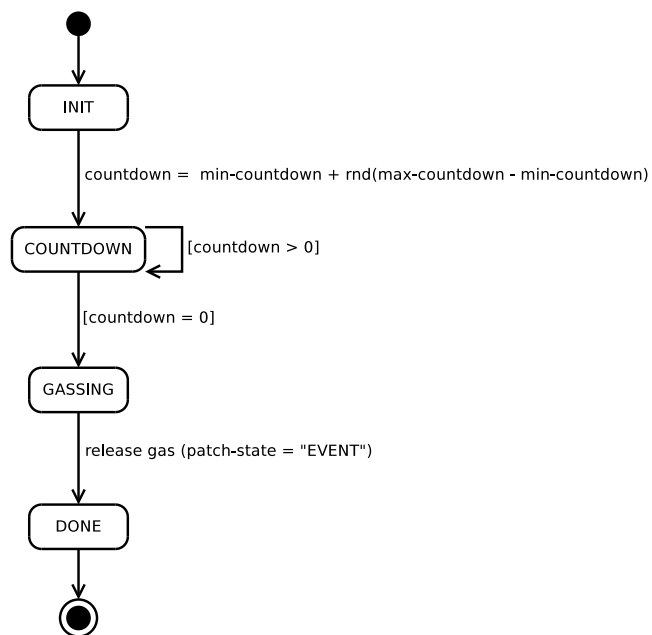 INIT
countdown =  min-countdown + rnd(max-countdown - min-countdown)
COUNTDOWN
[countdown > 0]
[countdown = 0]
GASSING
release gas (patch-state = "EVENT")
DONE